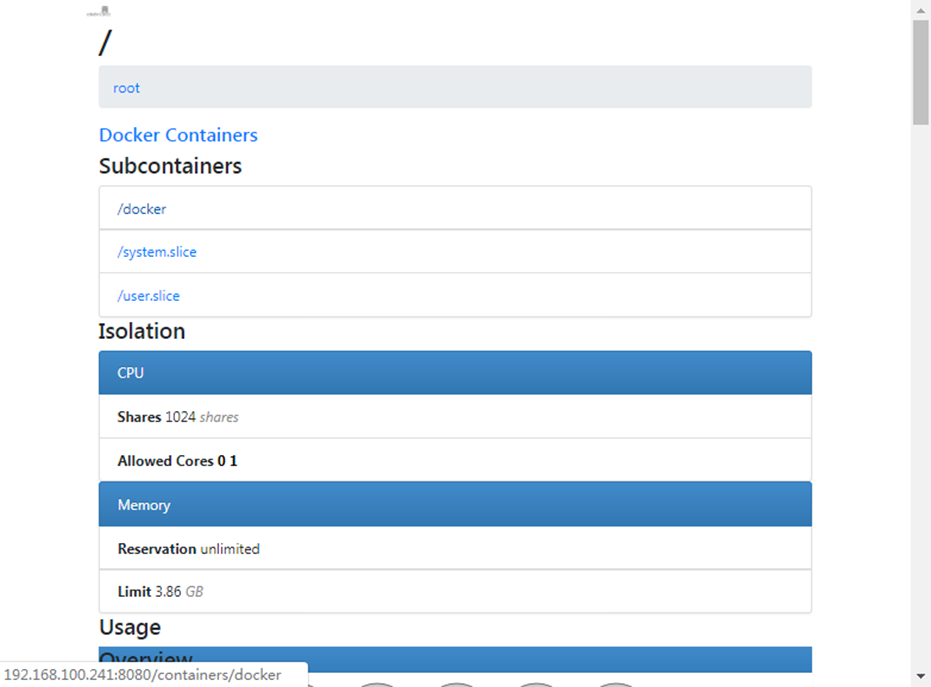 /
root
Docker Containers
Subcontainers
/docker
/system.slice
/user.slice
Isolation
CPU
Shares 1024 shares
Allowed Cores 0 1
Memory
Reservation unlimited
Limit 3.86 GB
Usage
Overview
192.168.100.241:8080/containers/docker